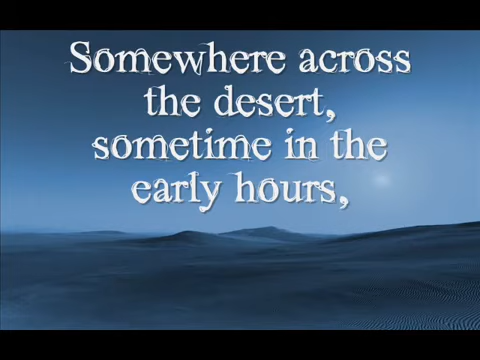 Somewhere across
the desert,
sometime in the
early hours,